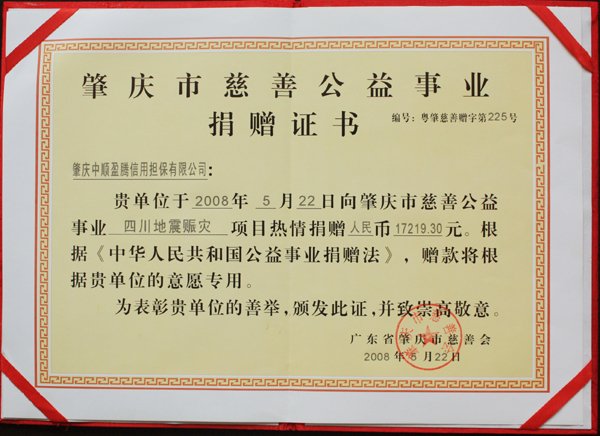 肇庆市慈善公益事业
捐赠证书
编号：粤肇慈善赠字第225号
肇庆中顺盈腾信用担保有限公司：
贵单位于2008年5月22日向肇庆市慈善公益
事业 四川地震赈灾 项目热情捐赠人民币17219.30元。根
据《中华人民共和国公益事业捐赠法》，赠款将根
据贵单位的意愿专用。
为表彰贵单位的善举，颁发此证，并致崇高敬意。
广东省肇庆市慈善会
2008年5月22日